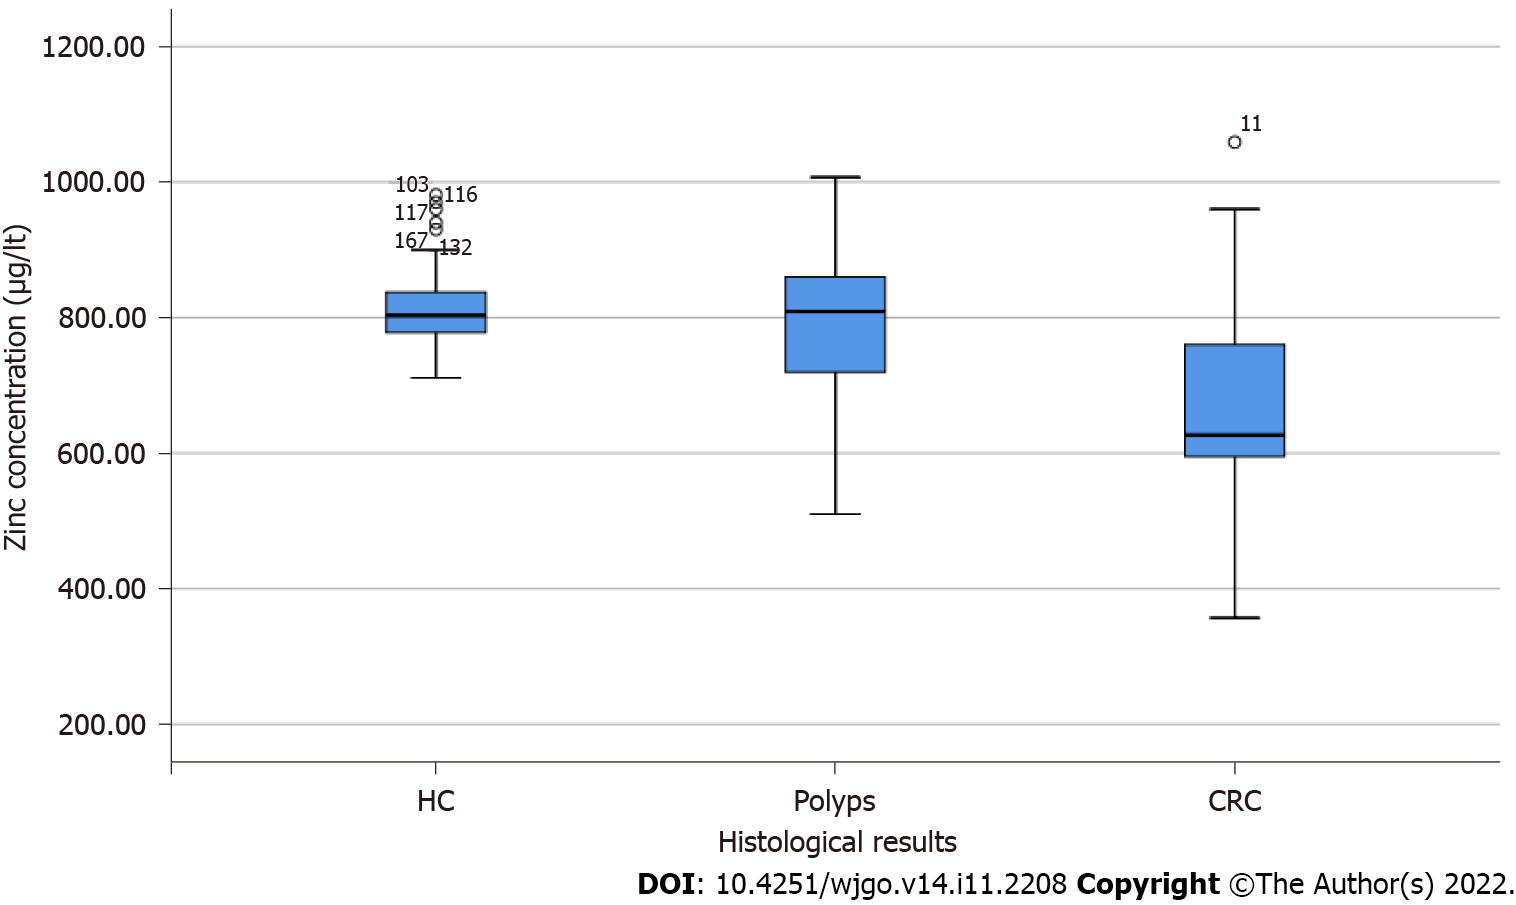 1200.00
1000.00
800.00
600.00
400.00
200.00
Zinc concentration (µg/lt)
103
116
117
167
132
11
HC
Polyps
CRC
Histological results
DOI: 10.4251/wjgo.v14.i11.2208 Copyright ©The Author(s) 2022.